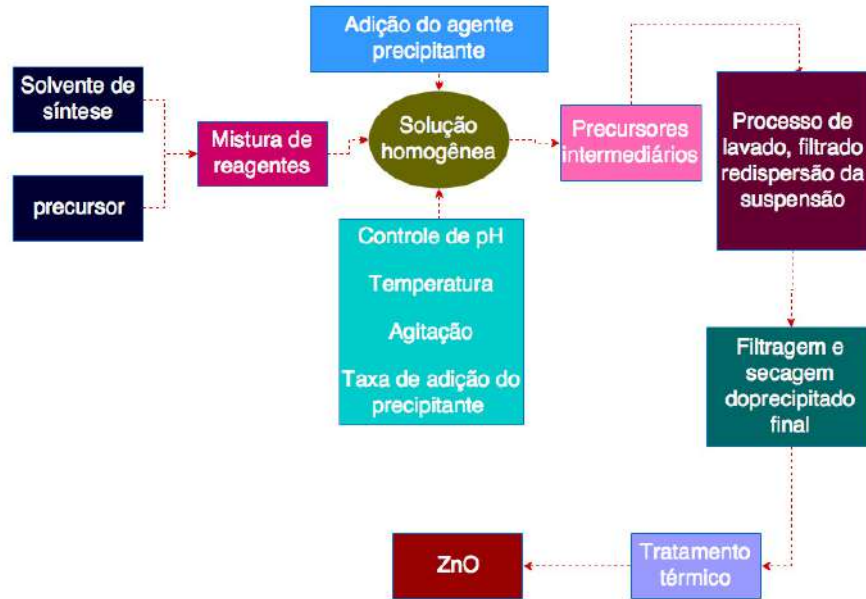 Adição do agente
precipitante
Solvente de
síntese
precursor
Mistura de
reagentes
Solução
homogênea
Controle de pH
Temperatura
Agitação
Taxa de adição do
precipitante
Precursores
intermediários
Processo de
lavado, filtrado
redispersão da
suspensão
Filtragem e
secagem
doprecipitado
final
Tratamento
térmico
ZnO